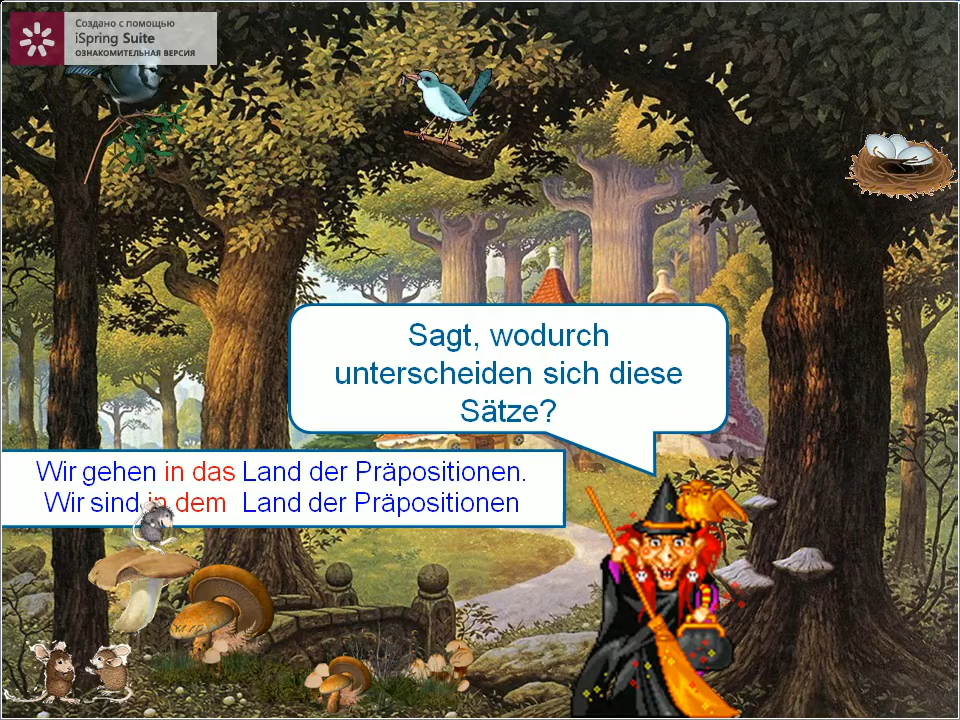 Создано с помощью
iSpring Suite
ОЗНАКОМИТЕЛЬНАЯ ВЕРСИЯ
Sagt, wodurch
unterscheiden sich diese
Sätze?
Wir gehen in das Land der Präpositionen.
Wir sind in dem Land der Präpositionen